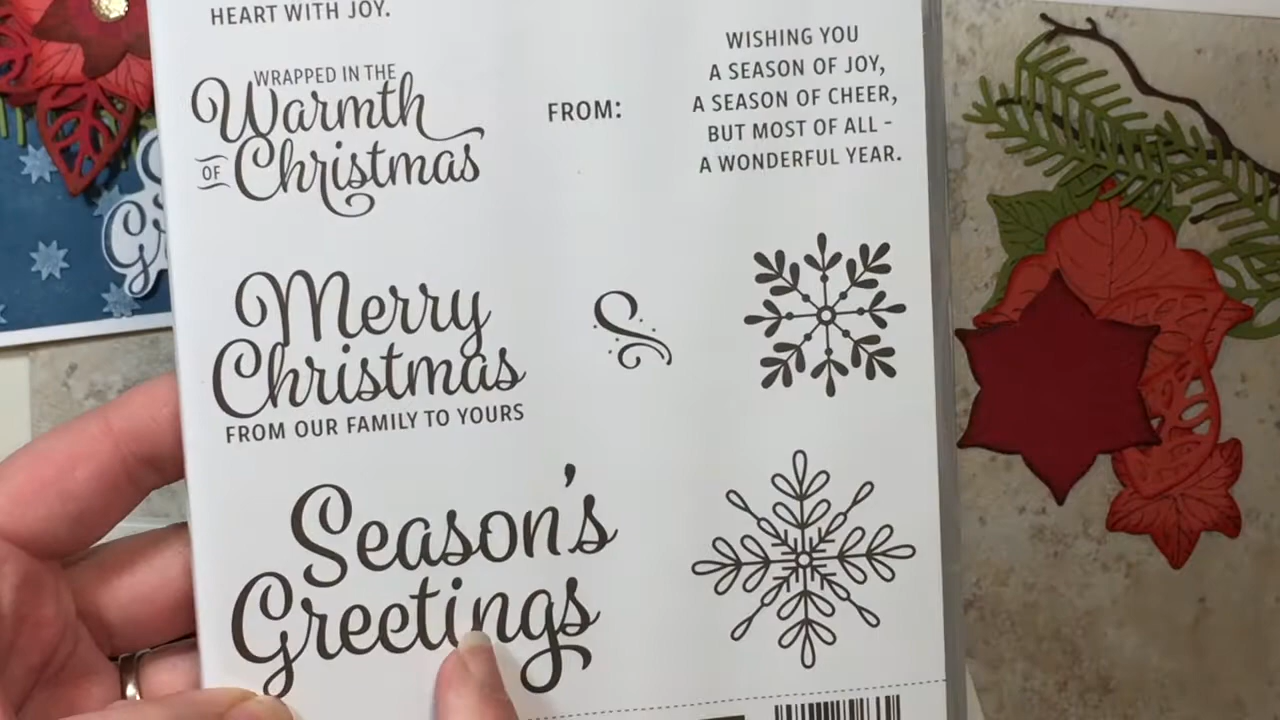 HEART WITH JOY.
WRAPPED IN THE
Warmth
OF Christmas
FROM:
WISHING YOU
A SEASON OF JOY,
A SEASON OF CHEER,
BUT MOST OF ALL -
A WONDERFUL YEAR.
Merry
Christmas
FROM OUR FAMILY TO YOURS
Season's
Greetings